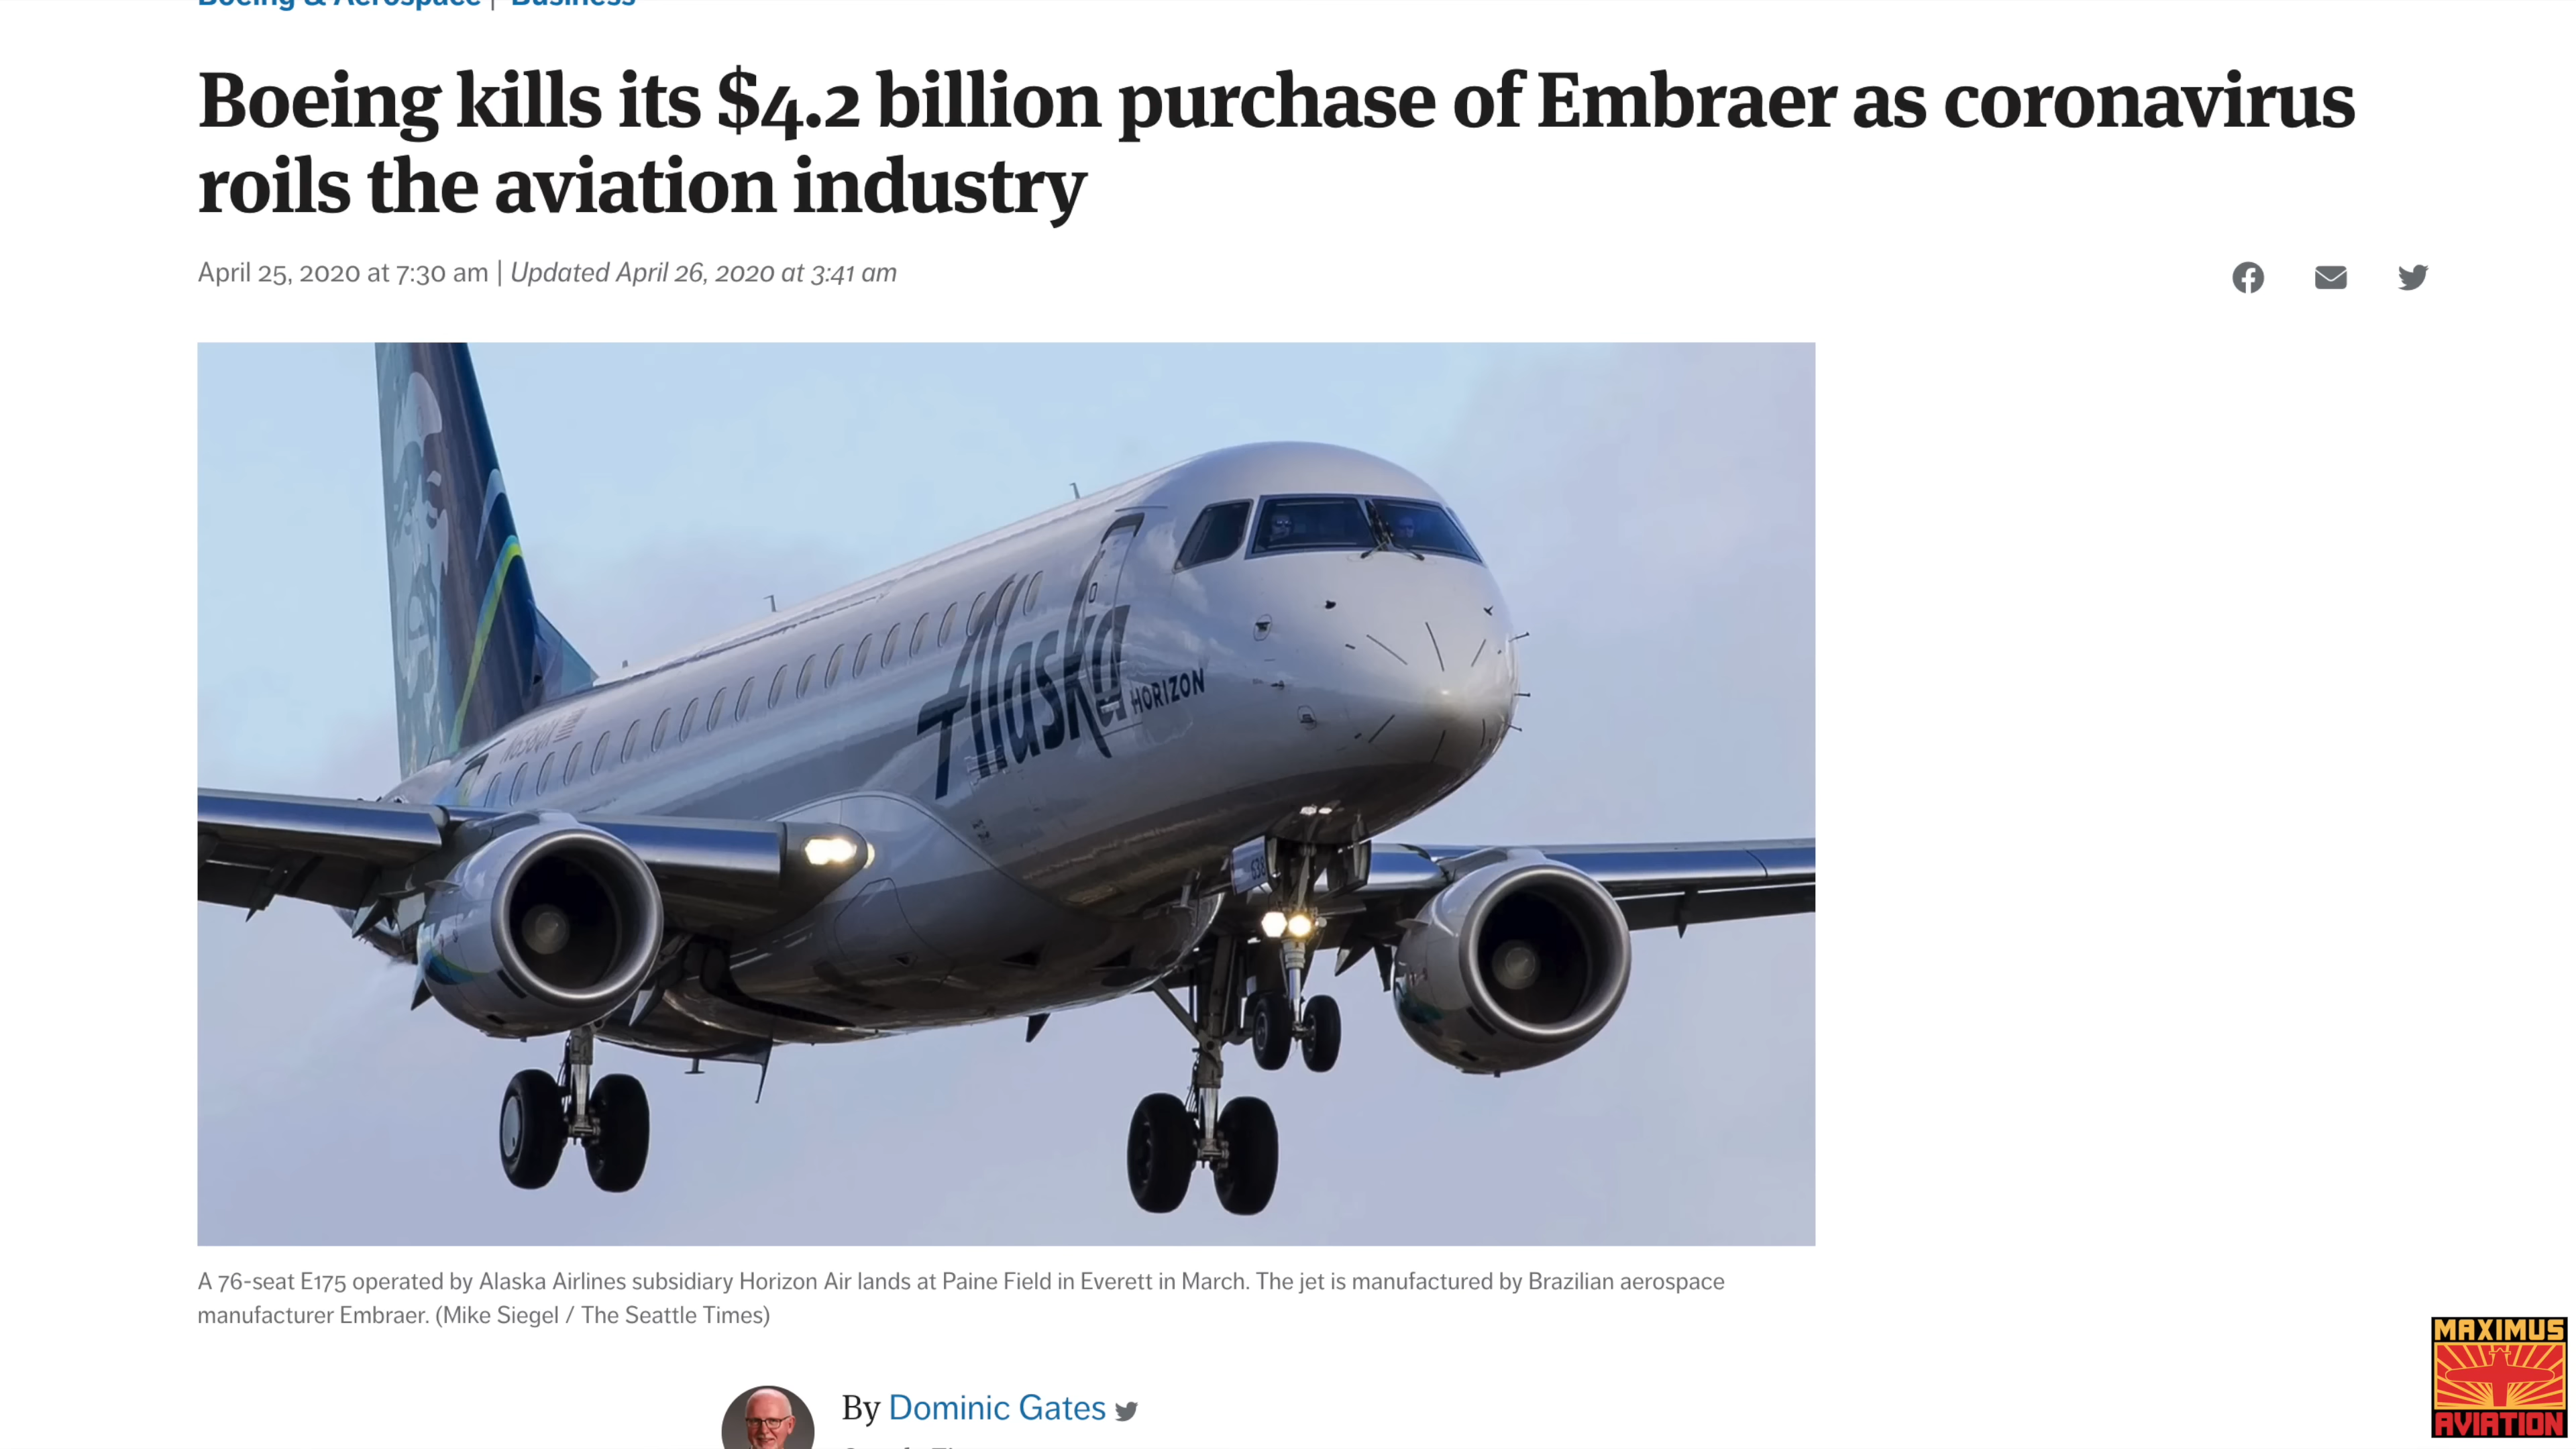 Boeing & Aerospace | Business
Boeing kills its $4.2 billion purchase of Embraer as coronavirus
roils the aviation industry
April 25, 2020 at 7:30 am | Updated April 26, 2020 at 3:41 am
Alaska
HORIZON
633
A 76-seat E175 operated by Alaska Airlines subsidiary Horizon Air lands at Paine Field in Everett in March. The jet is manufactured by Brazilian aerospace
manufacturer Embraer. (Mike Siegel / The Seattle Times)
By Dominic Gates
MAXIMUS
AVIATION